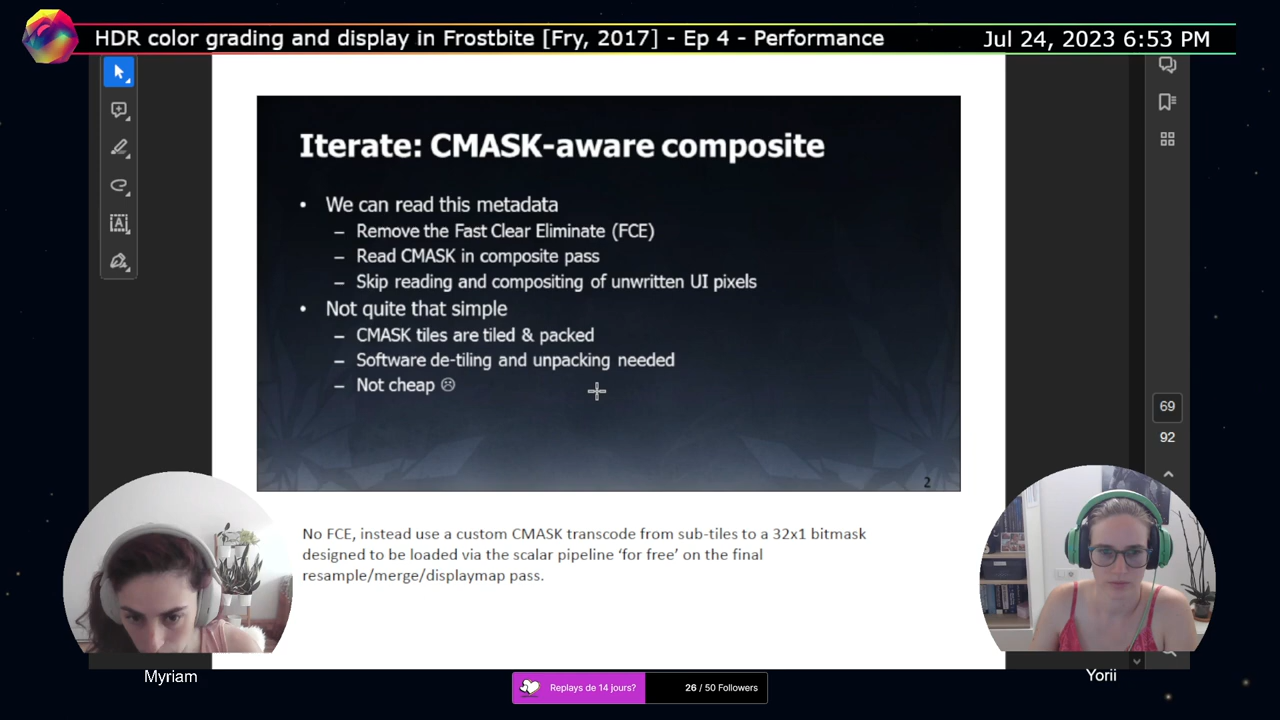 HDR color grading and display in Frostbite [Fry, 2017] - Ep 4 - Performance
Jul 24, 2023 6:53 PM
Iterate: CMASK-aware composite
• We can read this metadata
– Remove the Fast Clear Eliminate (FCE)
– Read CMASK in composite pass
– Skip reading and compositing of unwritten UI pixels
• Not quite that simple
– CMASK tiles are tiled & packed
– Software de-tiling and unpacking needed
– Not cheap ☹
2
69
92
No FCE, instead use a custom CMASK transcode from sub-tiles to a 32x1 bitmask
designed to be loaded via the scalar pipeline ‘for free’ on the final
resample/merge/displaymap pass.
Myriam
Yorii
Replays de 14 jours?
26 / 50 Followers